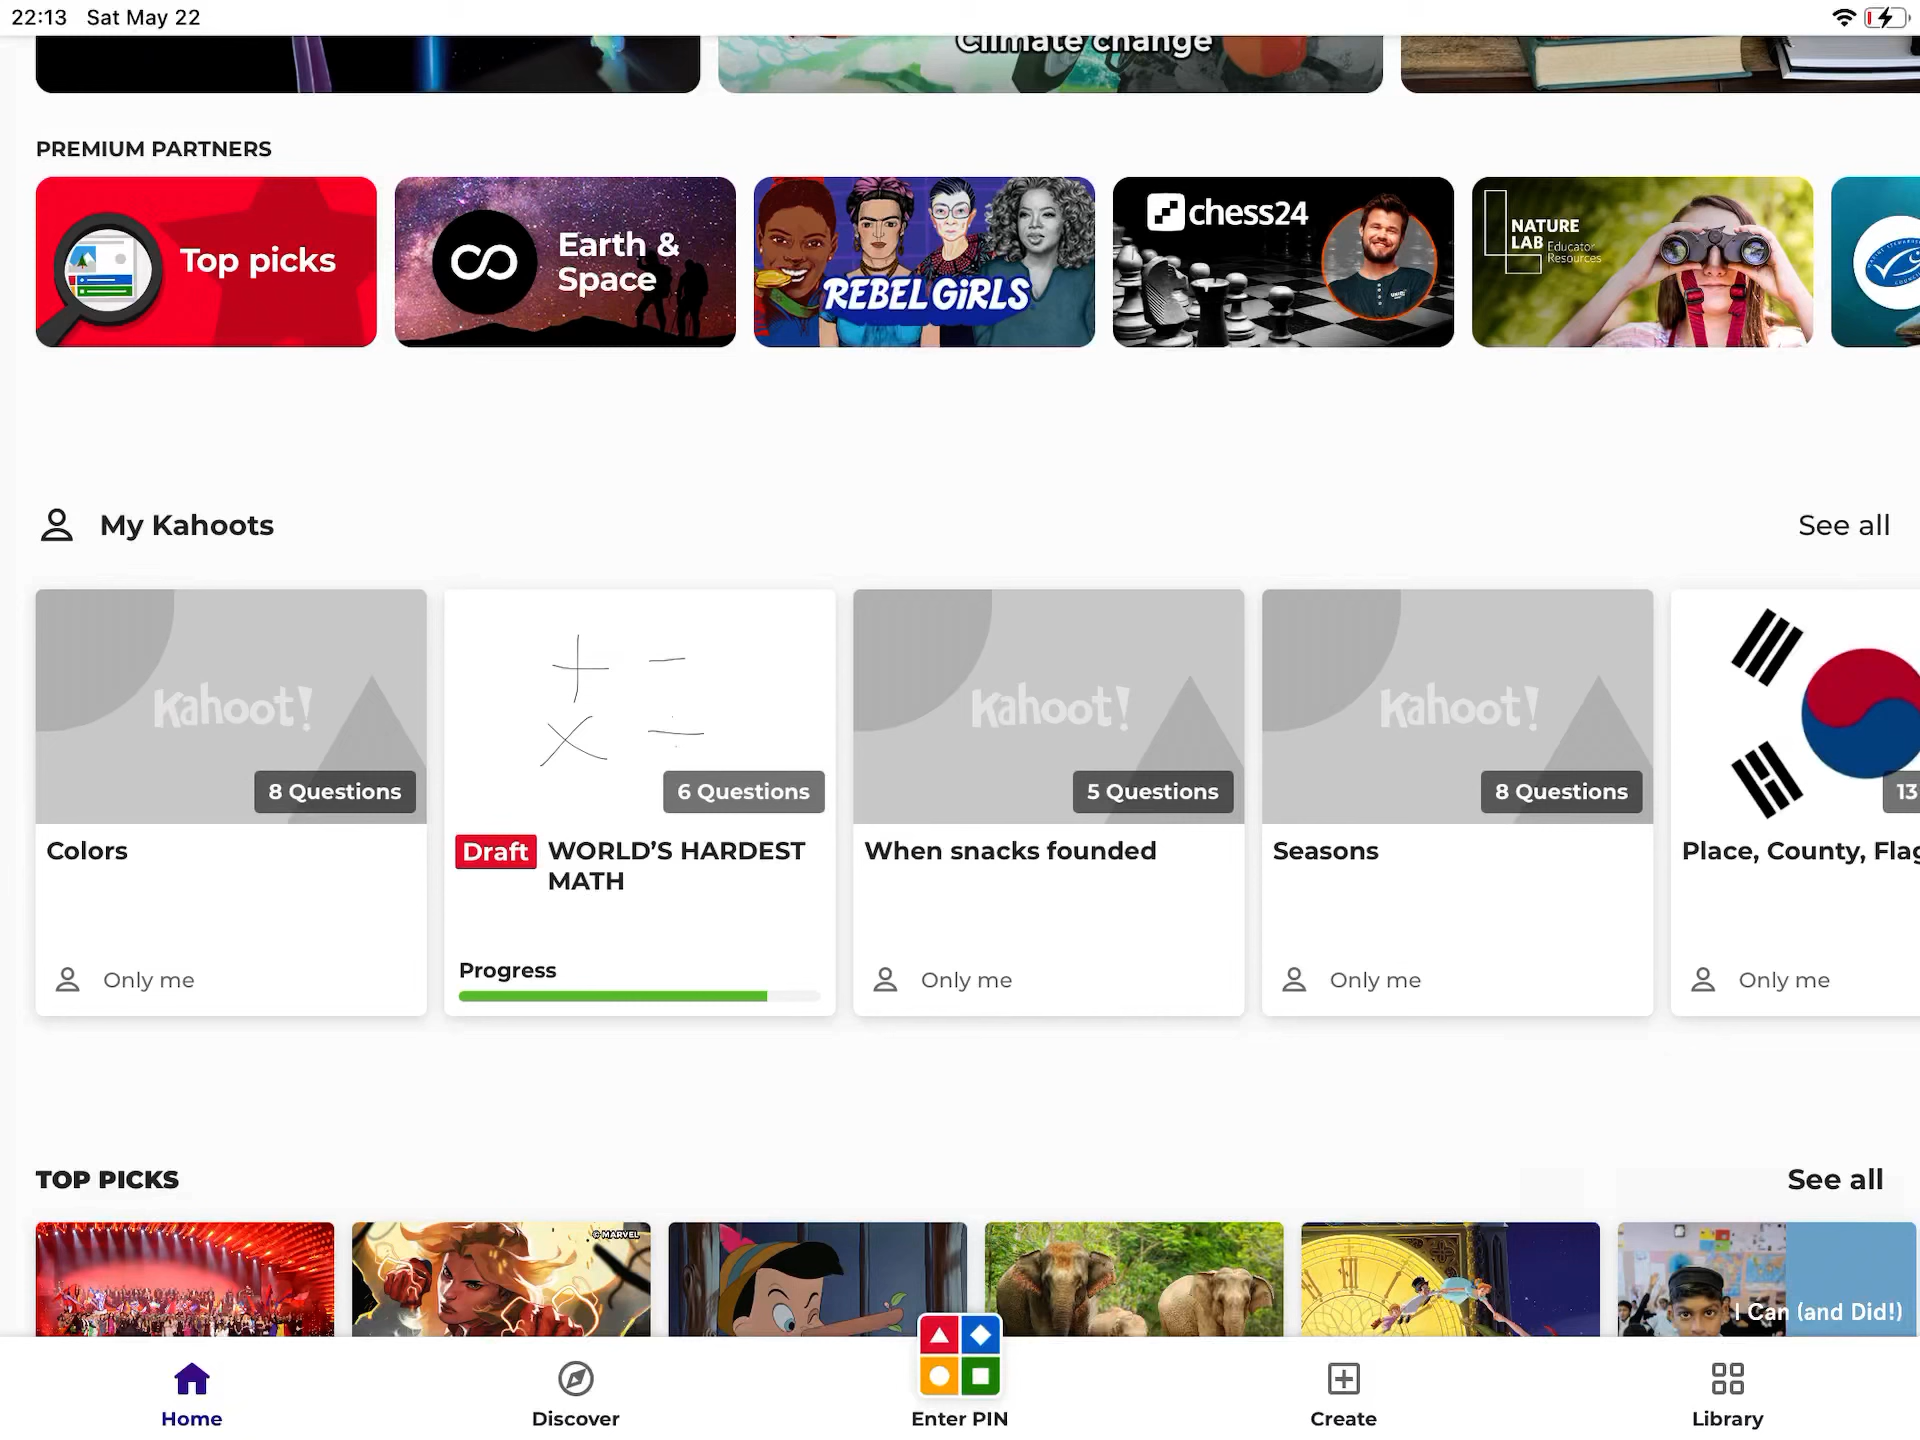 22:13 Sat May 22
Climate change
PREMIUM PARTNERS
Top picks
Earth &
Space
REBEL GiRLS
chess24
NATURE
LAB Educator
Resources
My Kahoots
See all
Kahoot!
8 Questions
Colors
Only me
+ −
× ÷
6 Questions
Draft WORLD’S HARDEST
MATH
Progress
Kahoot!
5 Questions
When snacks founded
Only me
Kahoot!
8 Questions
Seasons
Only me
13
Place, County, Flag
Only me
TOP PICKS
See all
© MARVEL
I Can (and Did!)
Home
Discover
Enter PIN
Create
Library